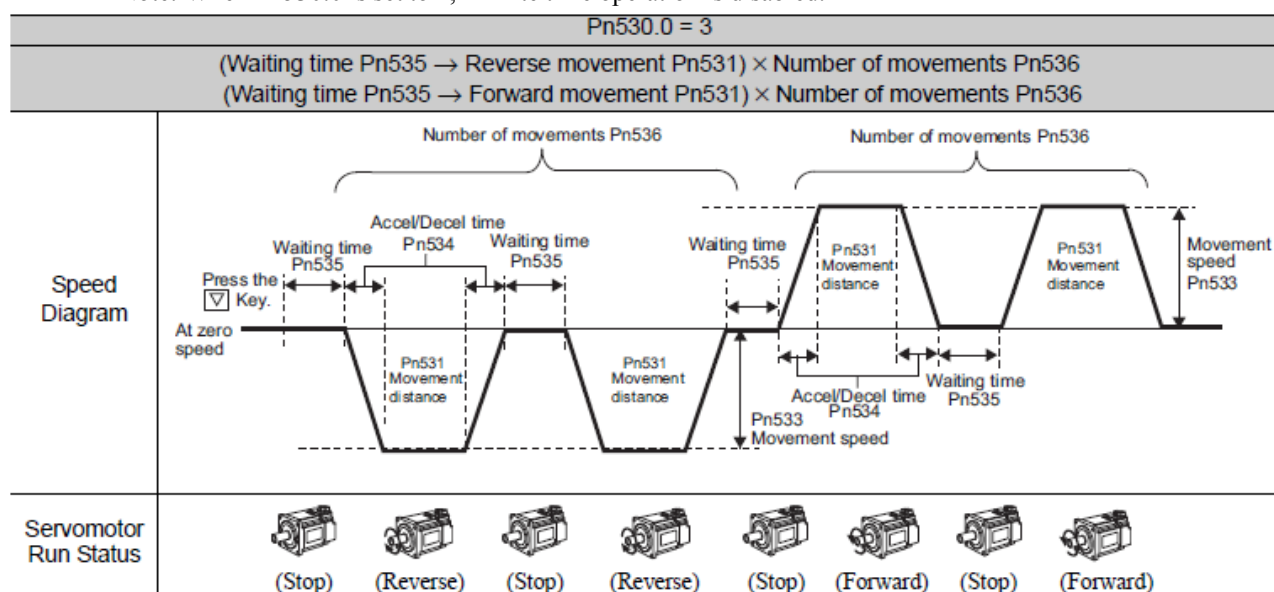 Pn530.0 = 3
(Waiting time Pn535 → Reverse movement Pn531) × Number of movements Pn536
(Waiting time Pn535 → Forward movement Pn531) × Number of movements Pn536
Speed
Diagram
Number of movements Pn536
Number of movements Pn536
Accel/Decel time
Pn534
Waiting time
Pn535
Waiting time
Pn535
Waiting time
Pn535
Press the
▽ Key.
At zero
speed
Pn531
Movement
distance
Pn531
Movement
distance
Pn531
Movement
distance
Pn531
Movement
distance
Movement
speed
Pn533
Accel/Decel time
Pn534
Waiting time
Pn535
Pn533
Movement speed
Servomotor
Run Status
(Stop) (Reverse) (Stop) (Reverse) (Stop) (Forward) (Stop) (Forward)